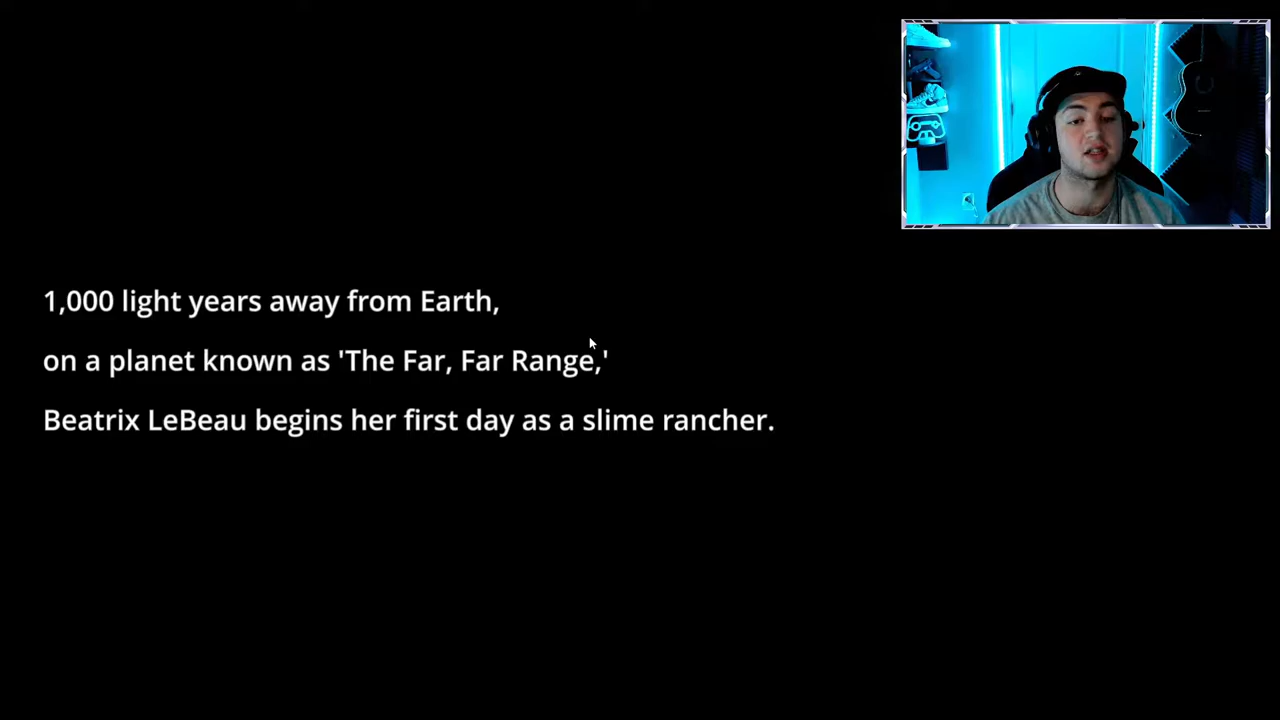 1,000 light years away from Earth,
on a planet known as 'The Far, Far Range,'
Beatrix LeBeau begins her first day as a slime rancher.